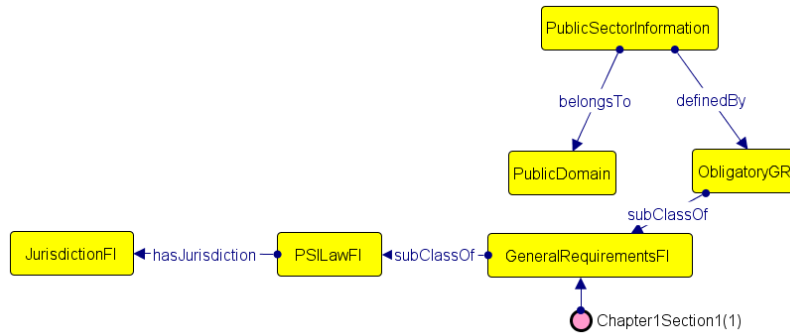 PublicSectorInformation
belongsTo
definedBy
PublicDomain
ObligatoryGR
subClassOf
JurisdictionFI
hasJurisdiction
PSILawFI
subClassOf
GeneralRequirementsFI
Chapter1Section1(1)